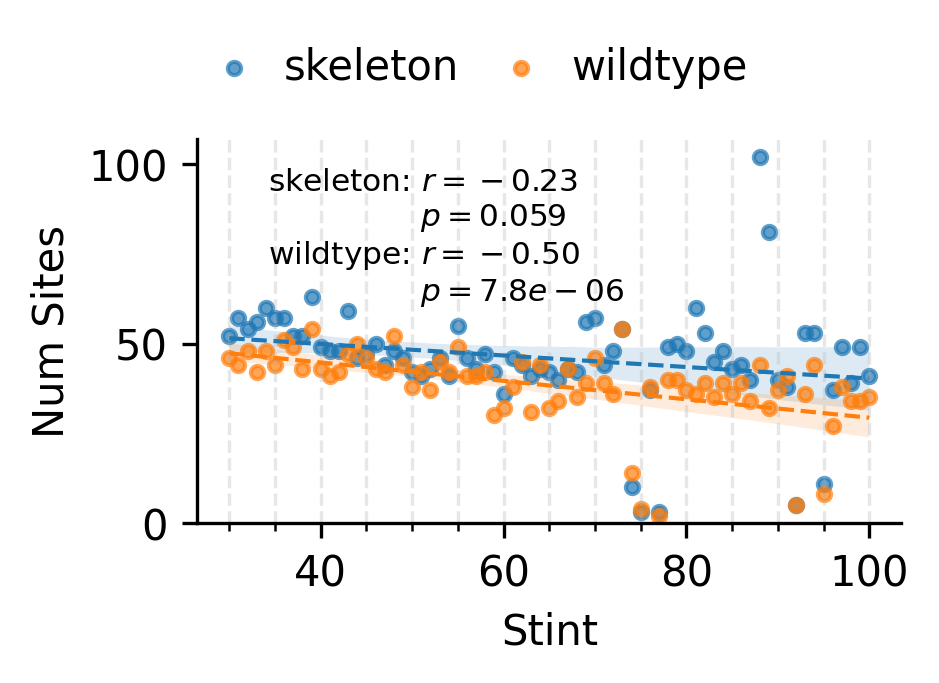 skeleton wildtype
100
skeleton: r = −0.23
p = 0.059
wildtype: r = −0.50
p = 7.8e − 06
50
0
Num Sites
40 60 80 100
Stint